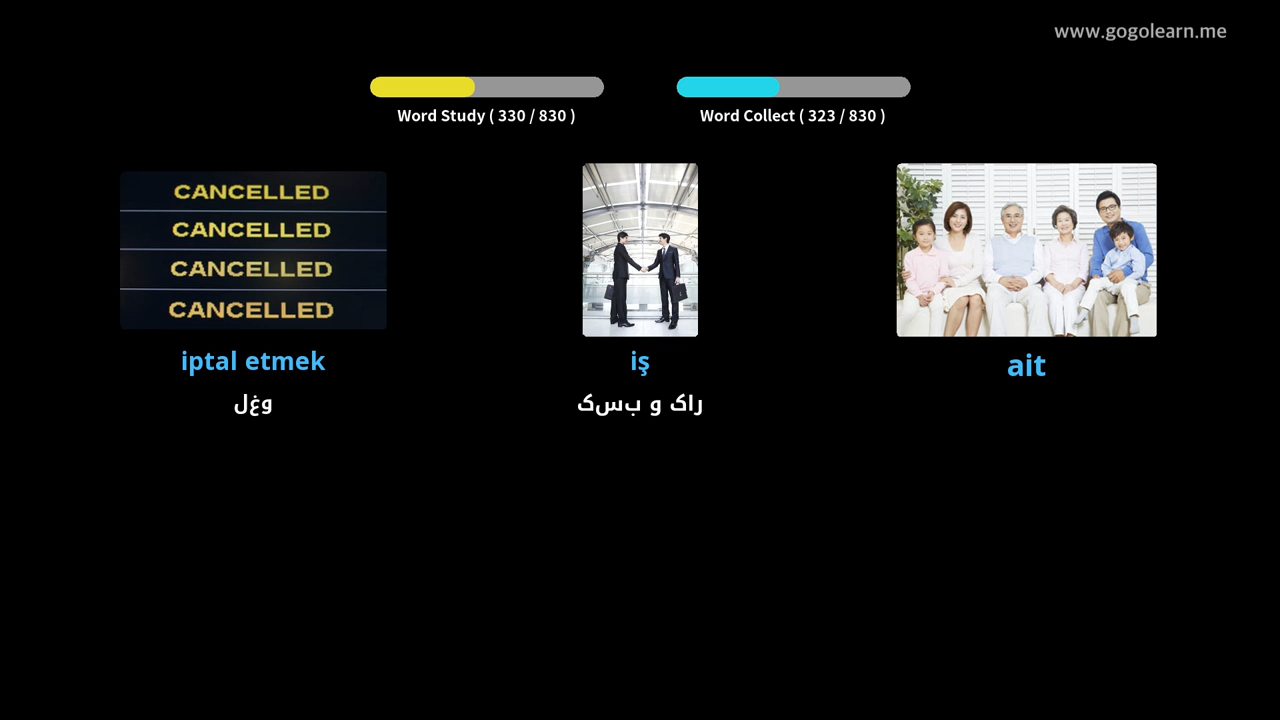 www.gogolearn.me
Word Study ( 330 / 830 )
Word Collect ( 323 / 830 )
CANCELLED
CANCELLED
CANCELLED
CANCELLED
iptal etmek
وغل
iş
راک و بسک
ait